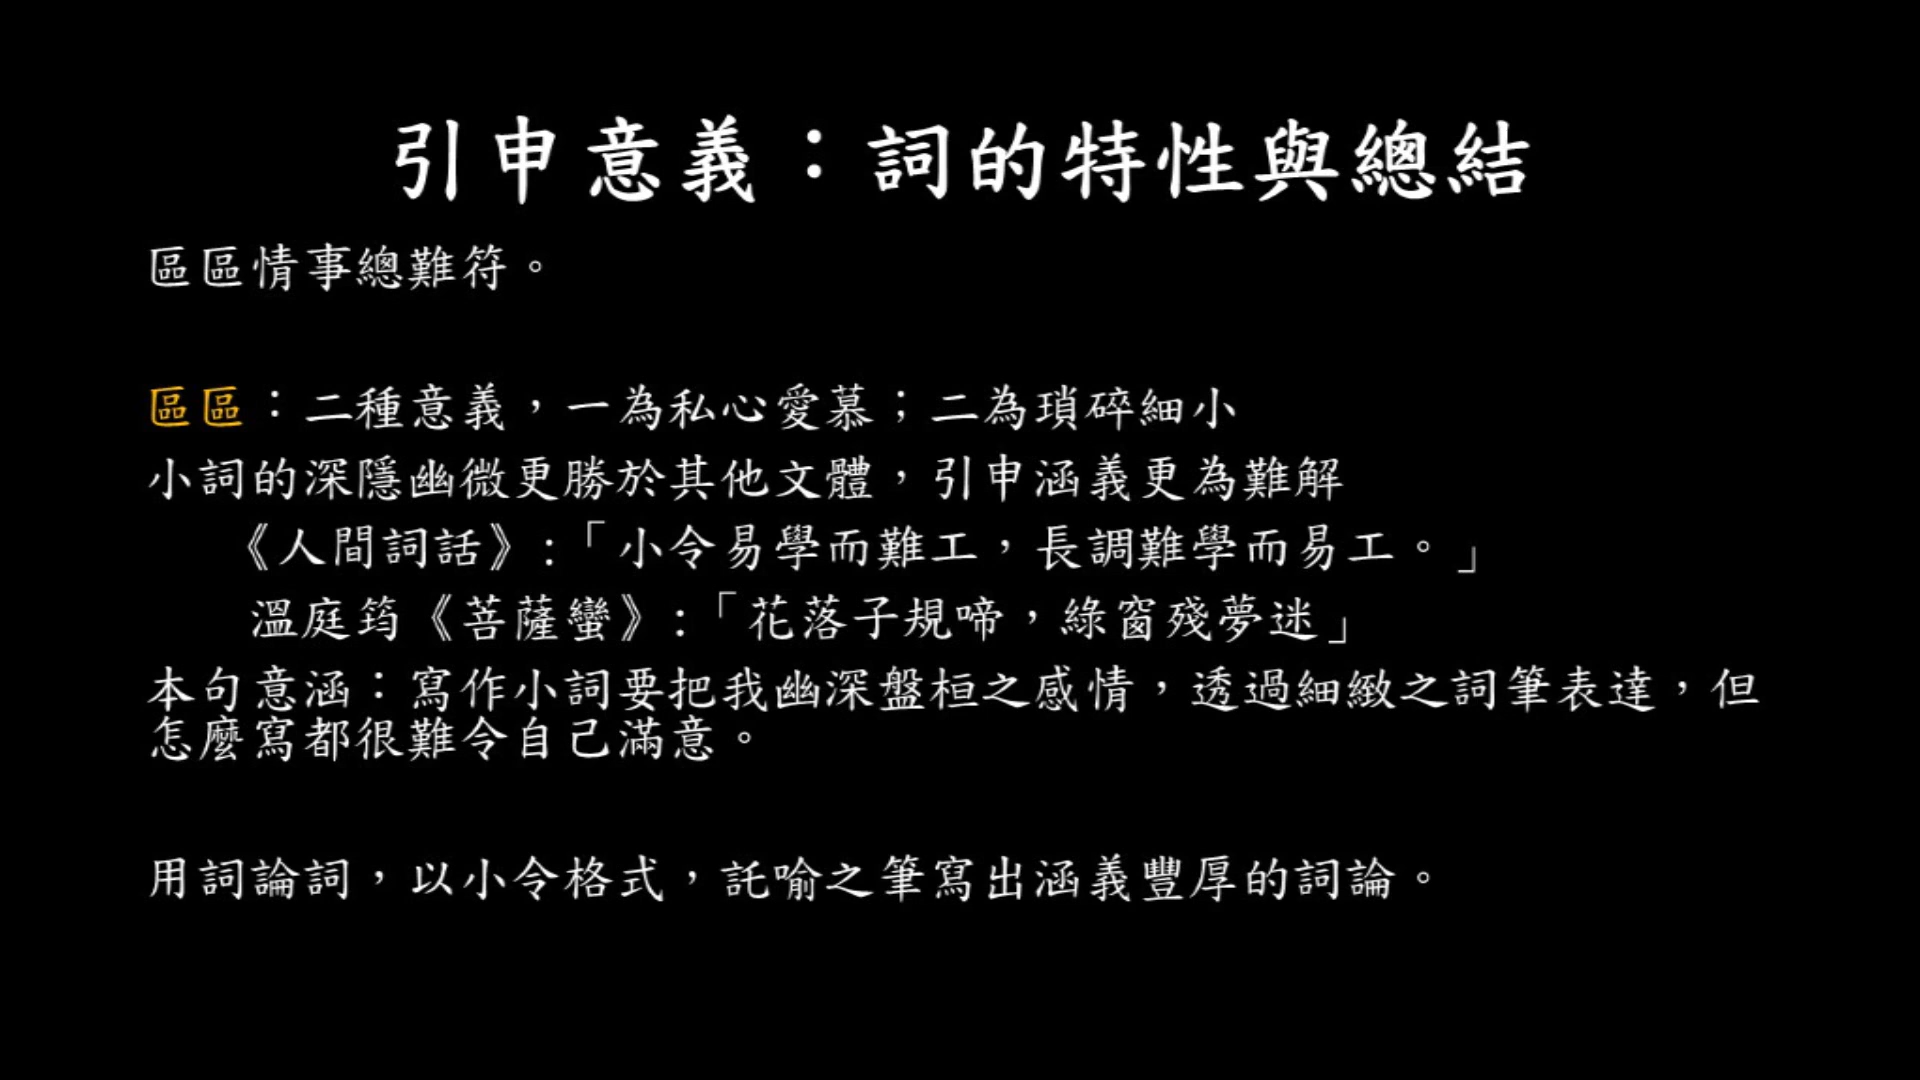 引申意義：詞的特性與總結
區區情事總難符。
區區：二種意義，一為私心愛慕；二為瑣碎細小
小詞的深隱幽微更勝於其他文體，引申涵義更為難解
《人間詞話》:「小令易學而難工，長調難學而易工。」
溫庭筠《菩薩蠻》:「花落子規啼，綠窗殘夢迷」
本句意涵：寫作小詞要把我幽深盤桓之感情，透過細緻之詞筆表達，但
怎麼寫都很難令自己滿意。
用詞論詞，以小令格式，託喻之筆寫出涵義豐厚的詞論。